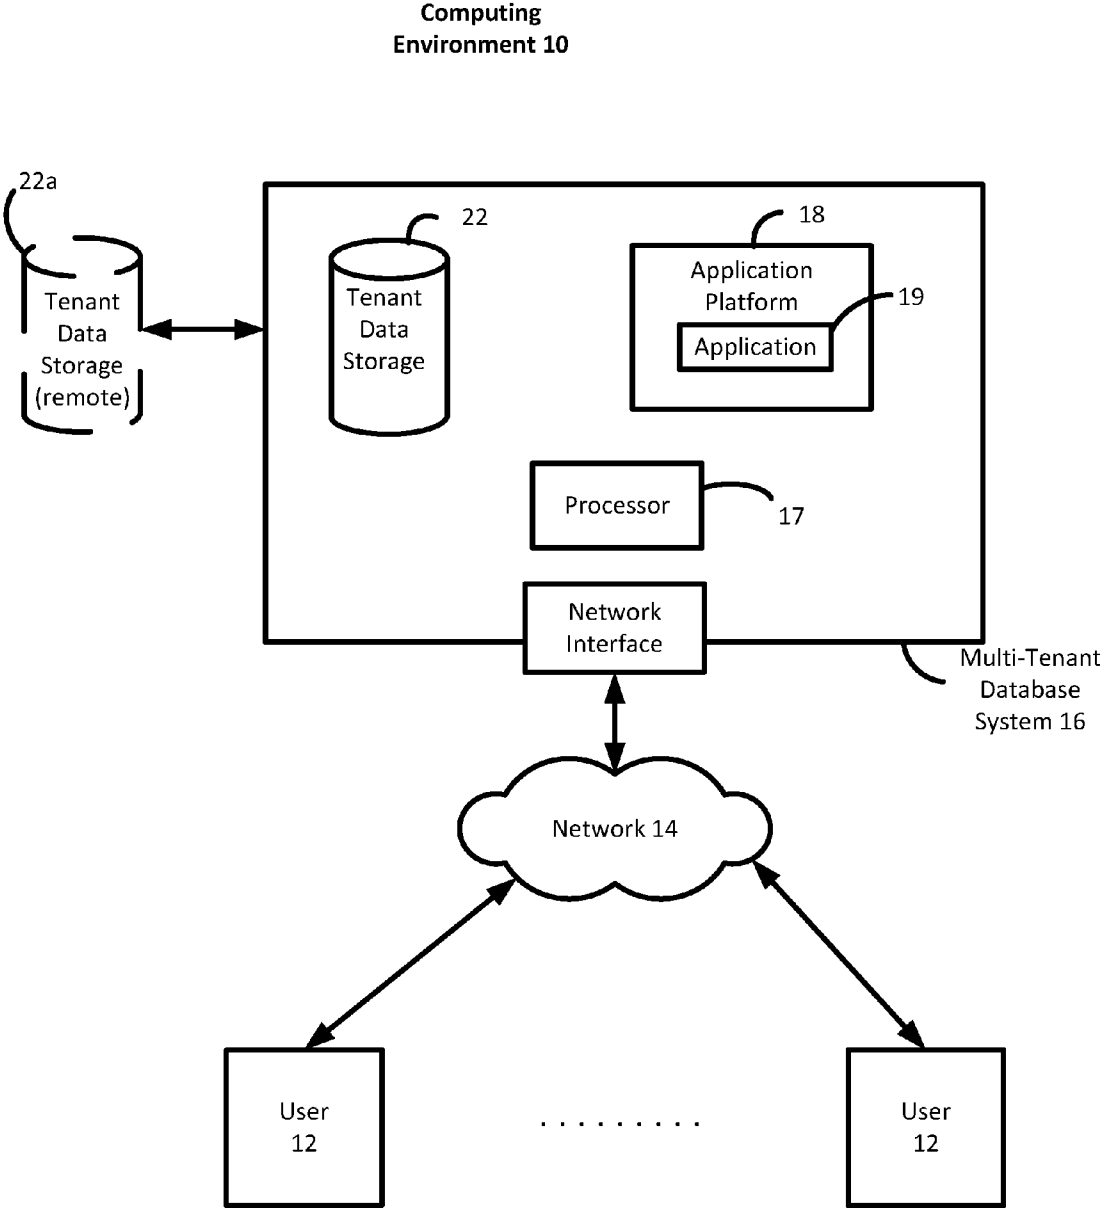 Computing
Environment 10
22a
22
18
Tenant
Data
Storage
(remote)
Tenant
Data
Storage
Application
Platform
19
Application
Processor
17
Network
Interface
Multi-Tenant
Database
System 16
Network 14
User
12
. . . . . . . . .
User
12